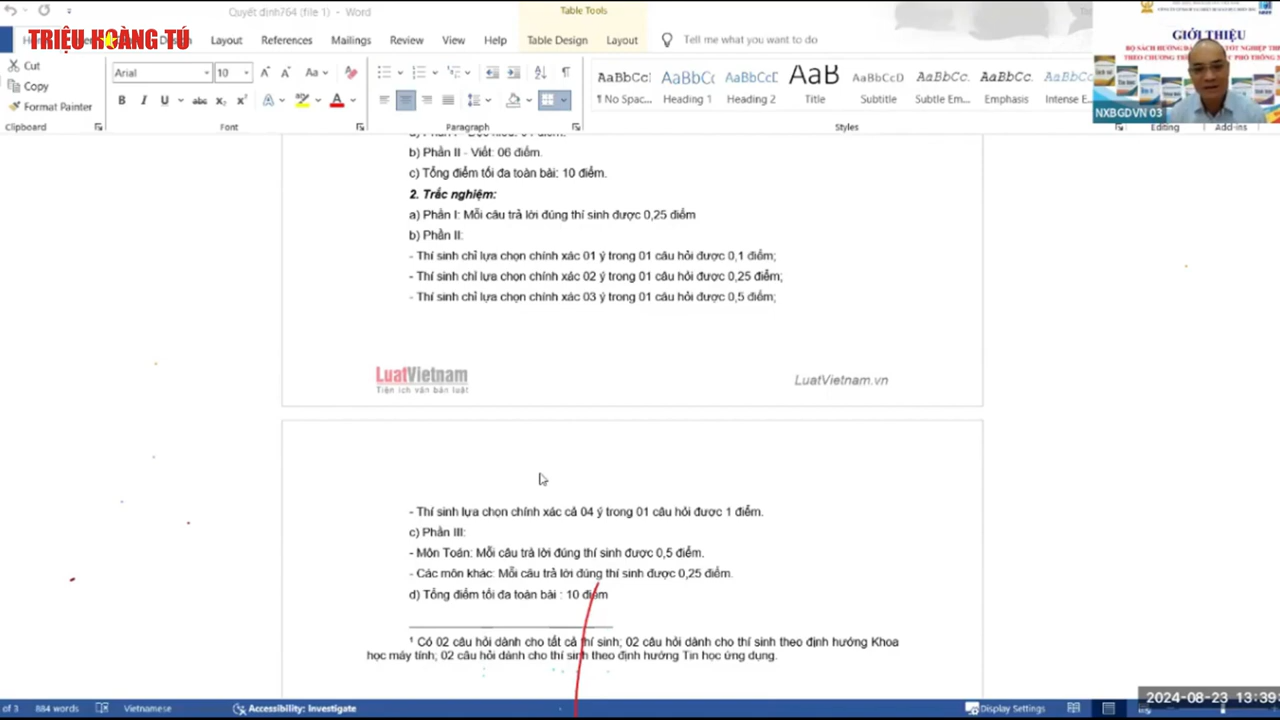 Quyết định764 (file 1) - Word
Table Tools
TRIỆU HOÀNG TÚ
Layout
References
Mailings
Review
View
Help
Table Design
Layout
Tell me what you want to do
Cut
Copy
Format Painter
Arial
10
AaBbCc
AaBbCc
AaBbCcD
AaB
AaBbCcD
AaBbCc.
AaBbCc.
AaBbCc
¶ No Spac...
Heading 1
Heading 2
Title
Subtitle
Subtle Em...
Emphasis
Intense E...
Clipboard
Font
Paragraph
Styles
Editing
Add-ins
GIỚI THIỆU
NXBGDVN 03
b) Phần II - Viết: 06 điểm.
c) Tổng điểm tối đa toàn bài: 10 điểm.
2. Trắc nghiệm:
a) Phần I: Mỗi câu trả lời đúng thí sinh được 0,25 điểm
b) Phần II:
- Thí sinh chỉ lựa chọn chính xác 01 ý trong 01 câu hỏi được 0,1 điểm;
- Thí sinh chỉ lựa chọn chính xác 02 ý trong 01 câu hỏi được 0,25 điểm;
- Thí sinh chỉ lựa chọn chính xác 03 ý trong 01 câu hỏi được 0,5 điểm;
LuatVietnam
Tiện ích văn bản luật
LuatVietnam.vn
- Thí sinh lựa chọn chính xác cả 04 ý trong 01 câu hỏi được 1 điểm.
c) Phần III:
- Môn Toán: Mỗi câu trả lời đúng thí sinh được 0,5 điểm.
- Các môn khác: Mỗi câu trả lời đúng thí sinh được 0,25 điểm.
d) Tổng điểm tối đa toàn bài : 10 điểm
¹ Có 02 câu hỏi dành cho tất cả thí sinh; 02 câu hỏi dành cho thí sinh theo định hướng Khoa
học máy tính; 02 câu hỏi dành cho thí sinh theo định hướng Tin học ứng dụng.
of 3
884 words
Vietnamese
Accessibility: Investigate
Display Settings
2024-08-23 13:39